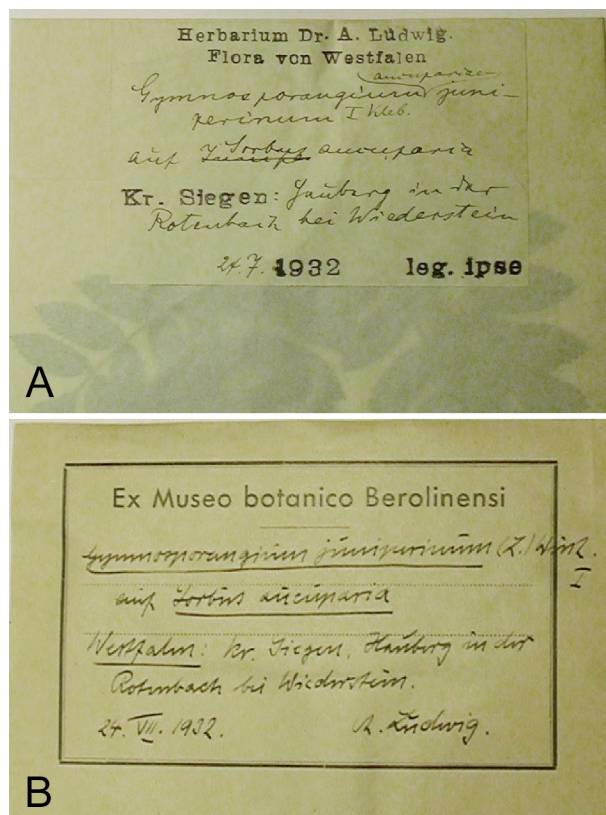 Herbarium Dr. A. Ludwig.
Flora von Westfalen
aucupariae
Gymnosporangium juni-
perinum I Kleb.
auf Sorbus aucuparia
Kr. Siegen: Hauberg in der
Rotenbach bei Wiederstein
24.7. 1932 leg. ipse
A
Ex Museo botanico Berolinensi
Gymnosporangium juniperinum (L.) Wint.
I
auf Sorbus aucuparia
Westfalen: Kr. Siegen, Hauberg in der
Rotenbach bei Wiederstein.
24. VII. 1932. A. Ludwig.
B